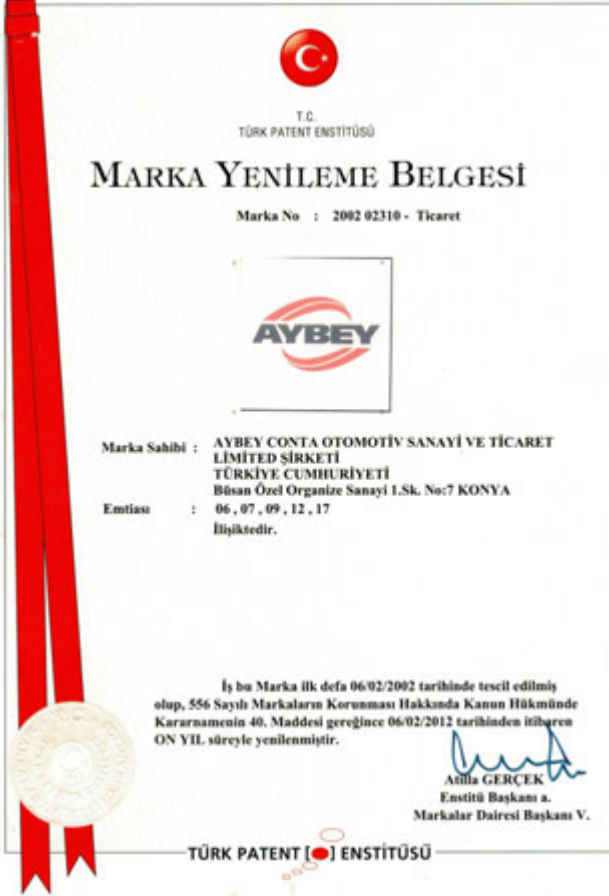 T.C.
TÜRK PATENT ENSTİTÜSÜ
MARKA YENİLEME BELGESİ
Marka No : 2002 02310 - Ticaret
AYBEY
Marka Sahibi : AYBEY CONTA OTOMOTİV SANAYİ VE TİCARET
LİMİTED ŞİRKETİ
TÜRKİYE CUMHURİYETİ
Büsan Özel Organize Sanayi 1.Sk. No:7 KONYA
Emtiası : 06 , 07 , 09 , 12 , 17
İlişiktedir.
İş bu Marka ilk defa 06/02/2002 tarihinde tescil edilmiş
olup, 556 Sayılı Markaların Korunması Hakkında Kanun Hükmünde
Kararnamenin 40. Maddesi gereğince 06/02/2012 tarihinden itibaren
ON YIL süreyle yenilenmiştir.
Atilla GERÇEK
Enstitü Başkanı a.
Markalar Dairesi Başkanı V.
TÜRK PATENT [ ] ENSTİTÜSÜ